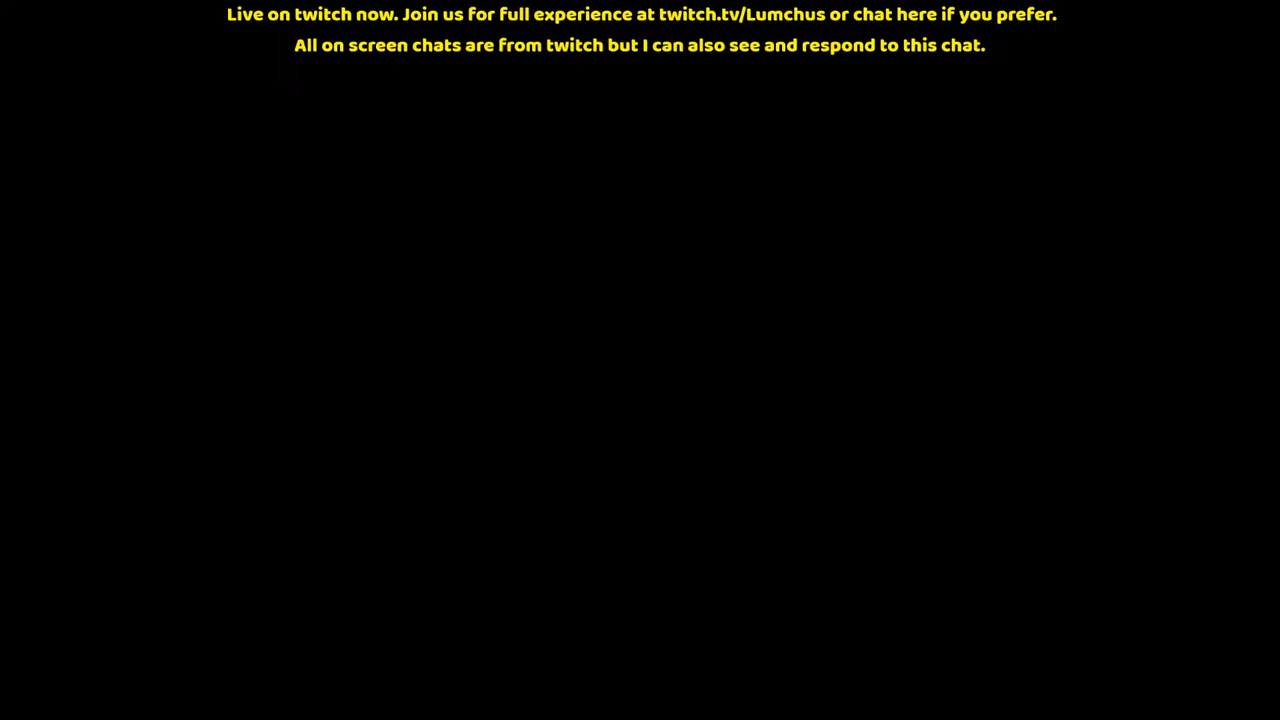 Live on twitch now. Join us for full experience at twitch.tv/Lumchus or chat here if you prefer.
All on screen chats are from twitch but I can also see and respond to this chat.